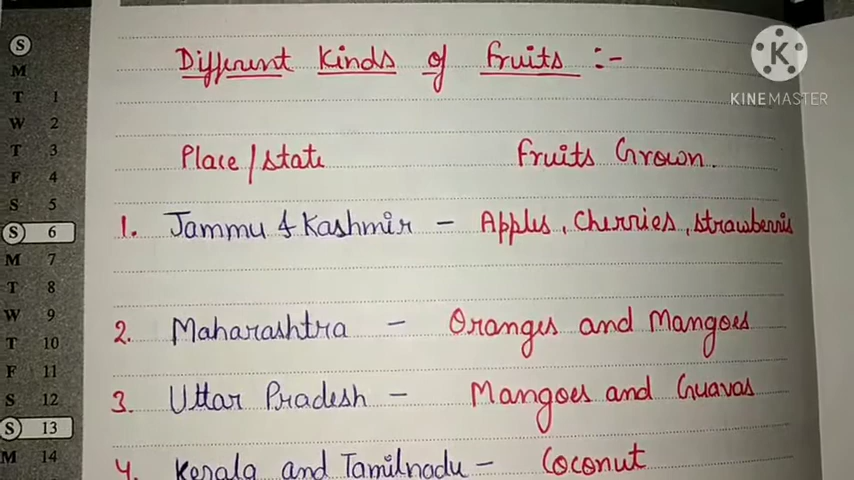 Different Kinds of Fruits :-
KINEMASTER
Place/State Fruits Grown.
1. Jammu & Kashmir - Apples, Cherries, Strawberris
2. Maharashtra - Oranges and Mangoes
3. Uttar Pradesh - Mangoes and Guavas
4. Kerala and Tamilnadu - Coconut
S
M
T 1
W 2
T 3
F 4
S 5
S 6
M 7
T 8
W 9
T 10
F 11
S 12
S 13
M 14